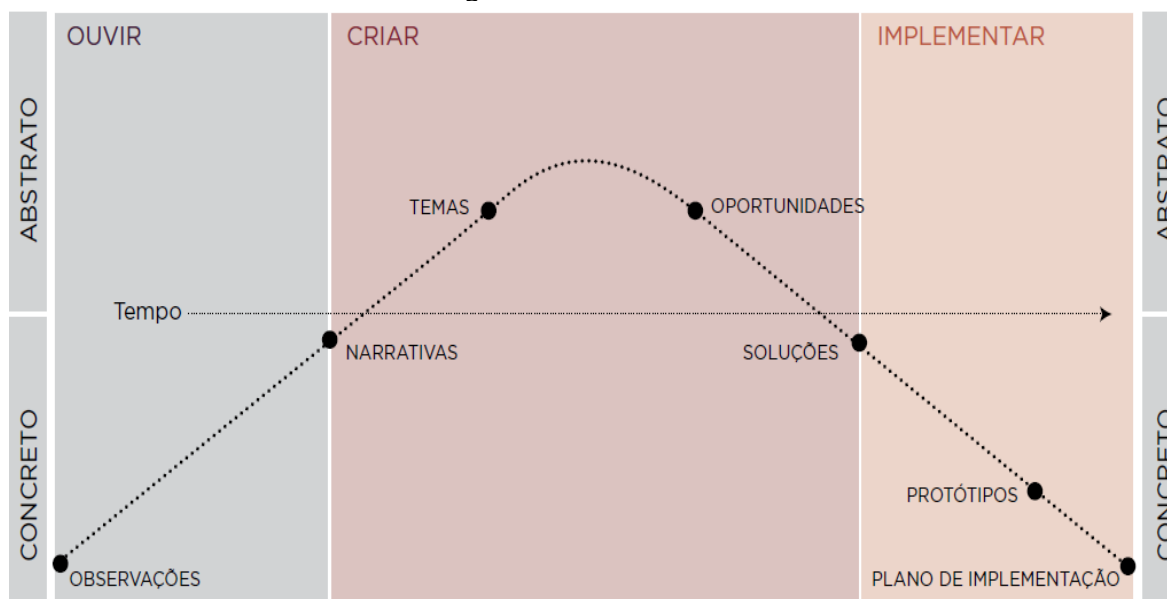 OUVIR
CRIAR
IMPLEMENTAR
ABSTRATO
ABSTRATO
TEMAS
OPORTUNIDADES
Tempo
NARRATIVAS
SOLUÇÕES
CONCRETO
CONCRETO
PROTÓTIPOS
OBSERVAÇÕES
PLANO DE IMPLEMENTAÇÃO